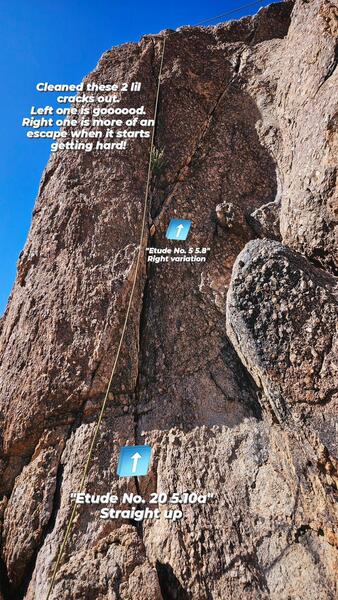 Cleaned these 2 lil
cracks out.
Left one is goooood.
Right one is more of an
escape when it starts
getting hard!
"Etude No. 5 5.8"
Right variation
"Etude No. 20 5.10a"
Straight up